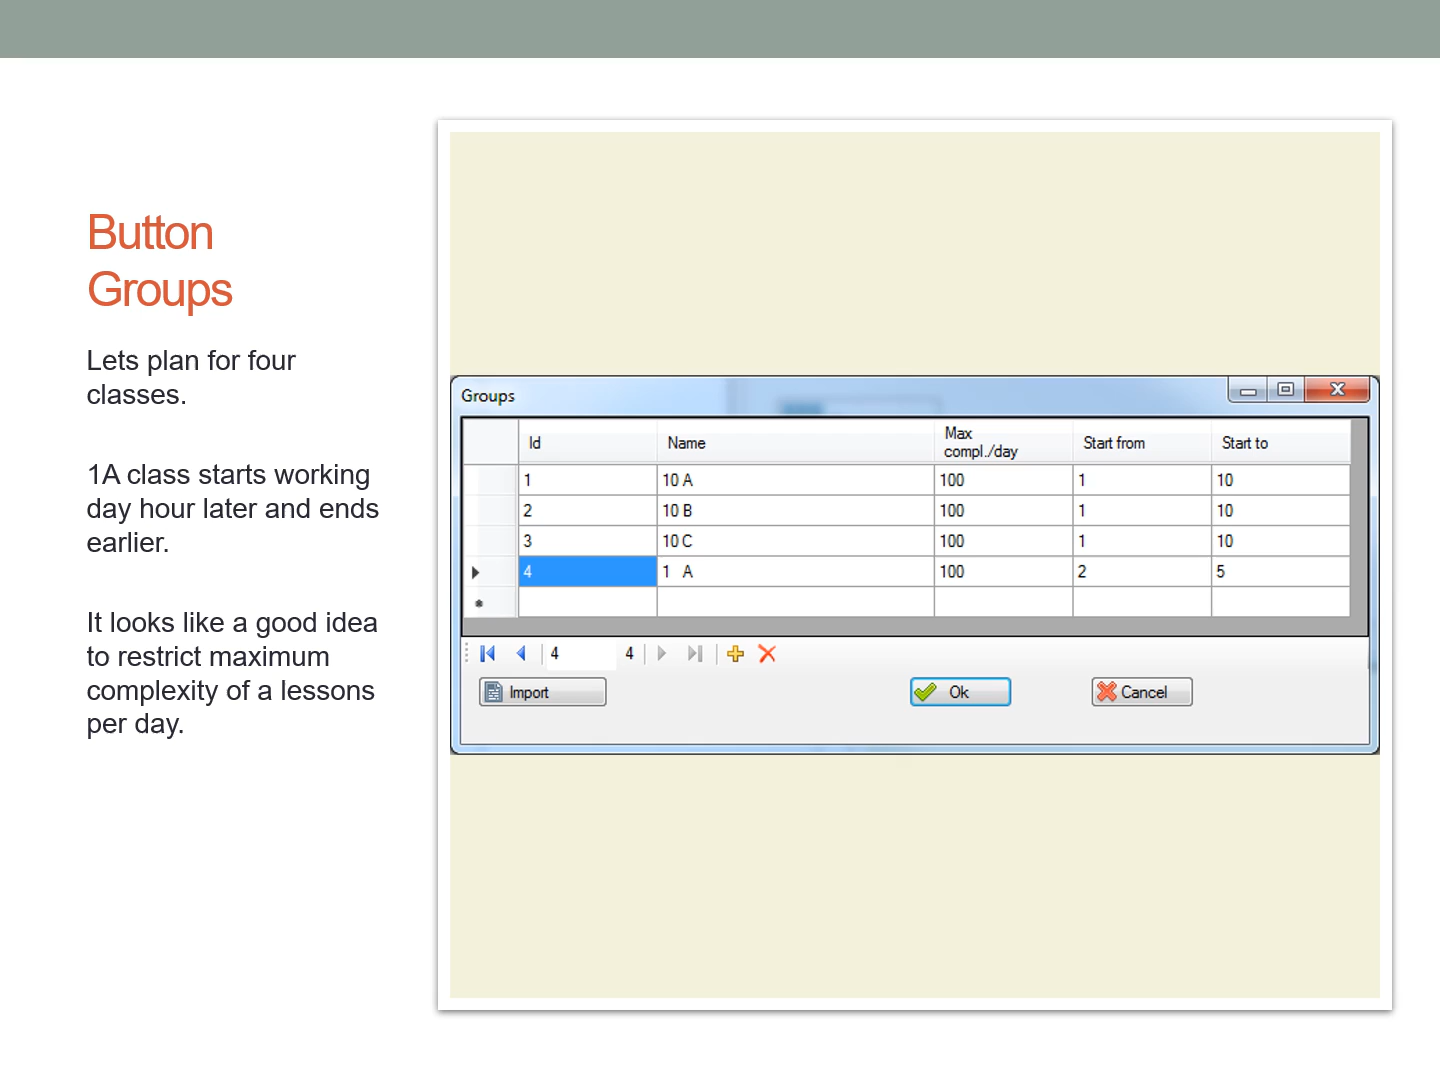 Button
Groups
Lets plan for four
classes.
1A class starts working
day hour later and ends
earlier.
It looks like a good idea
to restrict maximum
complexity of a lessons
per day.
Groups
Id Name Max compl./day Start from Start to
1 10 A 100 1 10
2 10 B 100 1 10
3 10 C 100 1 10
4 1 A 100 2 5
4 4
Import Ok Cancel